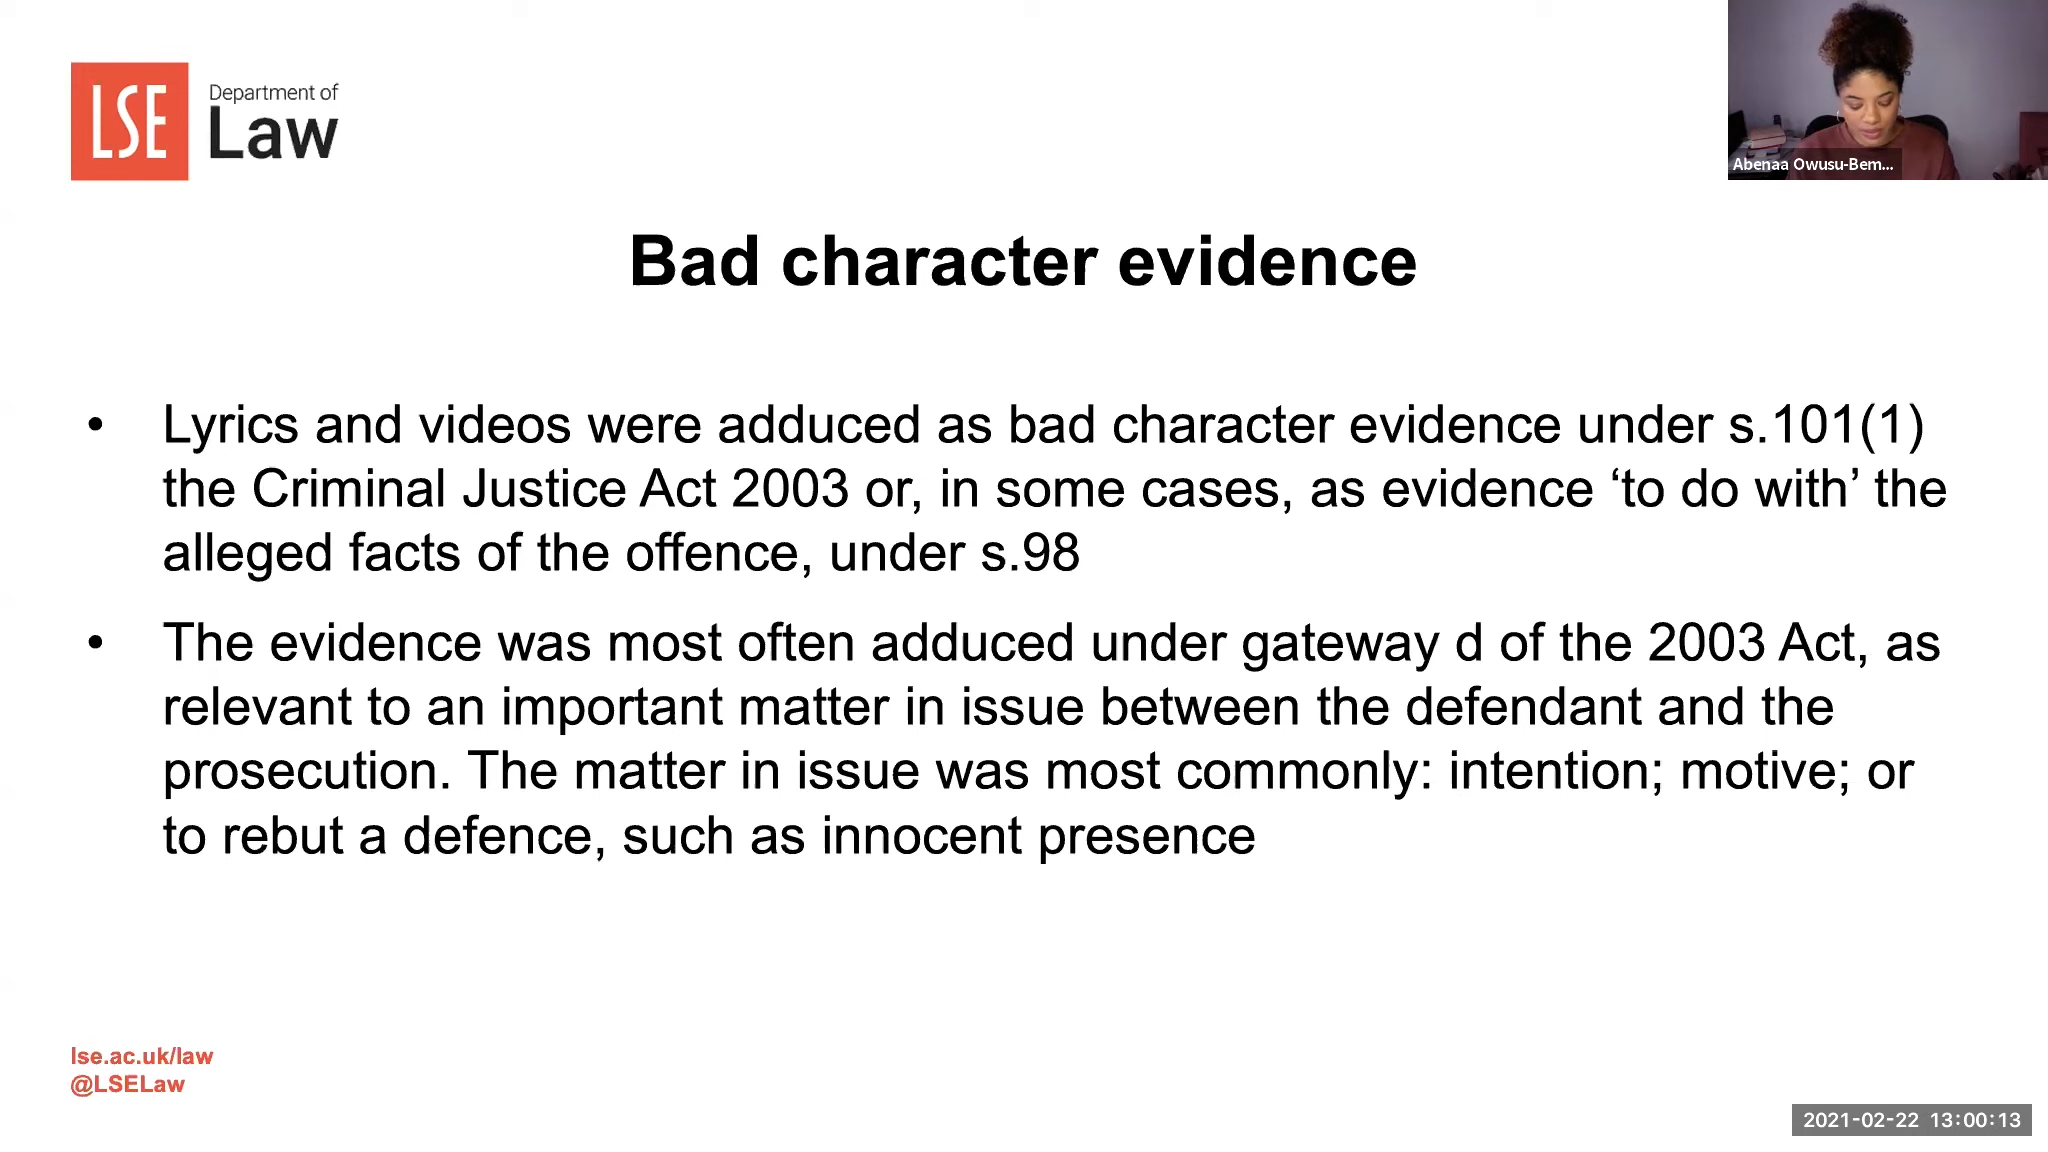 LSE
Department of
Law
Abenaa Owusu-Bem...
Bad character evidence
• Lyrics and videos were adduced as bad character evidence under s.101(1)
the Criminal Justice Act 2003 or, in some cases, as evidence ‘to do with’ the
alleged facts of the offence, under s.98
• The evidence was most often adduced under gateway d of the 2003 Act, as
relevant to an important matter in issue between the defendant and the
prosecution. The matter in issue was most commonly: intention; motive; or
to rebut a defence, such as innocent presence
lse.ac.uk/law
@LSELaw
2021-02-22 13:00:13